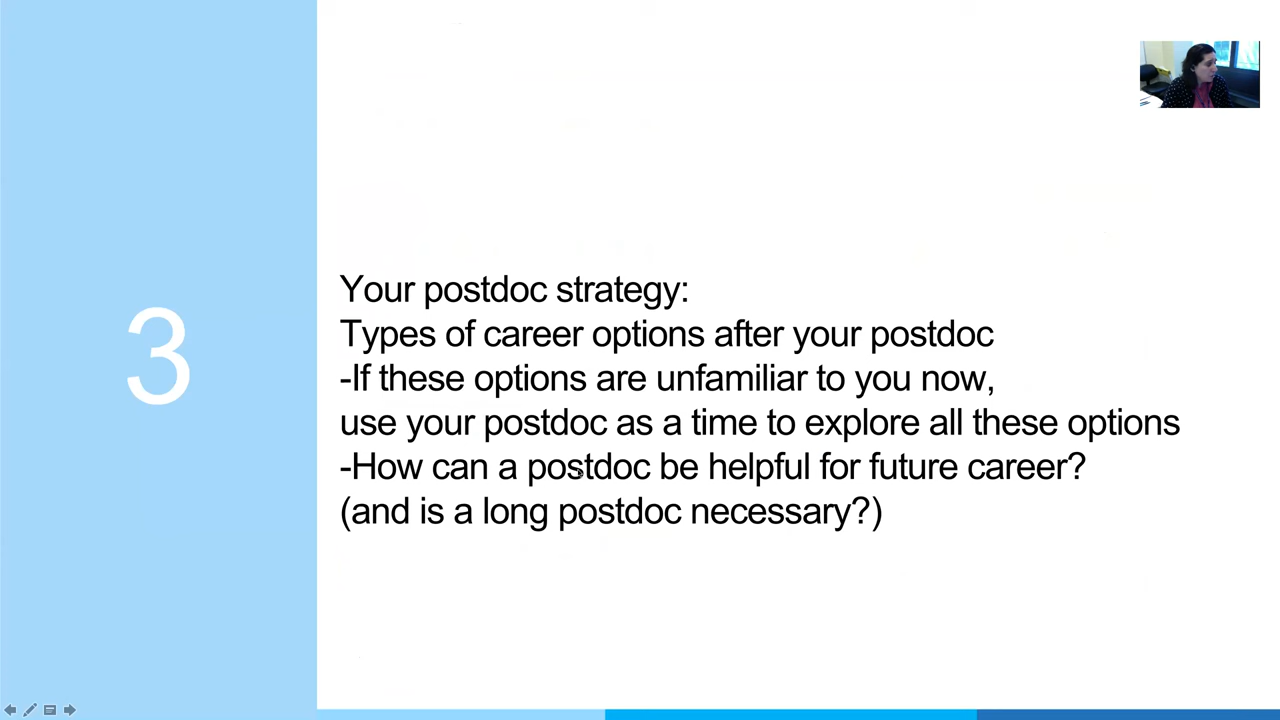 3
Your postdoc strategy:
Types of career options after your postdoc
-If these options are unfamiliar to you now,
use your postdoc as a time to explore all these options
-How can a postdoc be helpful for future career?
(and is a long postdoc necessary?)